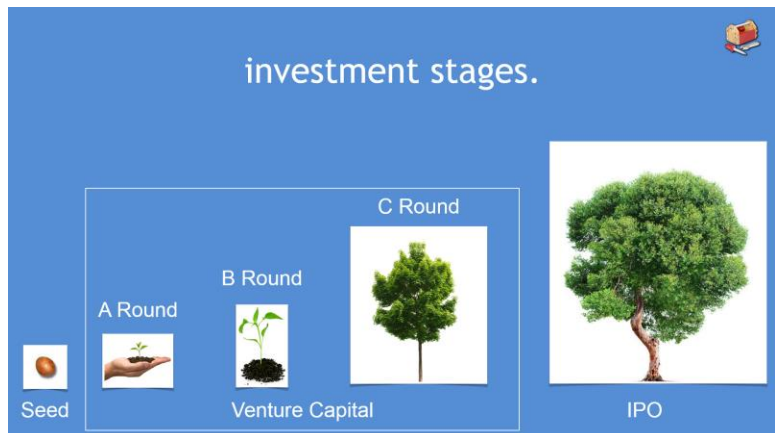 investment stages.
C Round
B Round
A Round
Seed
Venture Capital
IPO